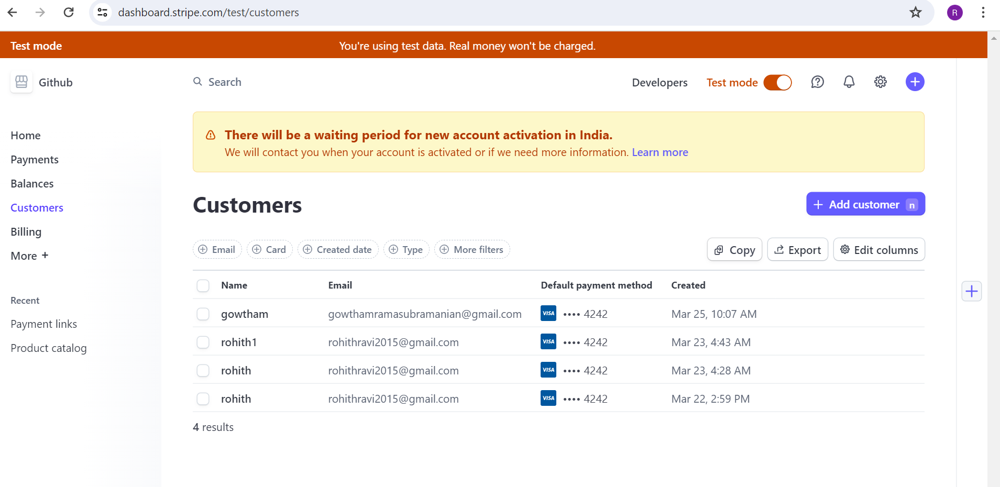 dashboard.stripe.com/test/customers
R
Test mode
You're using test data. Real money won't be charged.
Github
Search
Developers
Test mode
There will be a waiting period for new account activation in India.
We will contact you when your account is activated or if we need more information. Learn more
Home
Payments
Balances
Customers
Billing
More +
Recent
Payment links
Product catalog
Customers
+ Add customer n
Email Card Created date Type More filters
Copy Export Edit columns
Name Email Default payment method Created
gowtham gowthamramasubramanian@gmail.com VISA •••• 4242 Mar 25, 10:07 AM
rohith1 rohithravi2015@gmail.com VISA •••• 4242 Mar 23, 4:43 AM
rohith rohithravi2015@gmail.com VISA •••• 4242 Mar 23, 4:28 AM
rohith rohithravi2015@gmail.com VISA •••• 4242 Mar 22, 2:59 PM
4 results